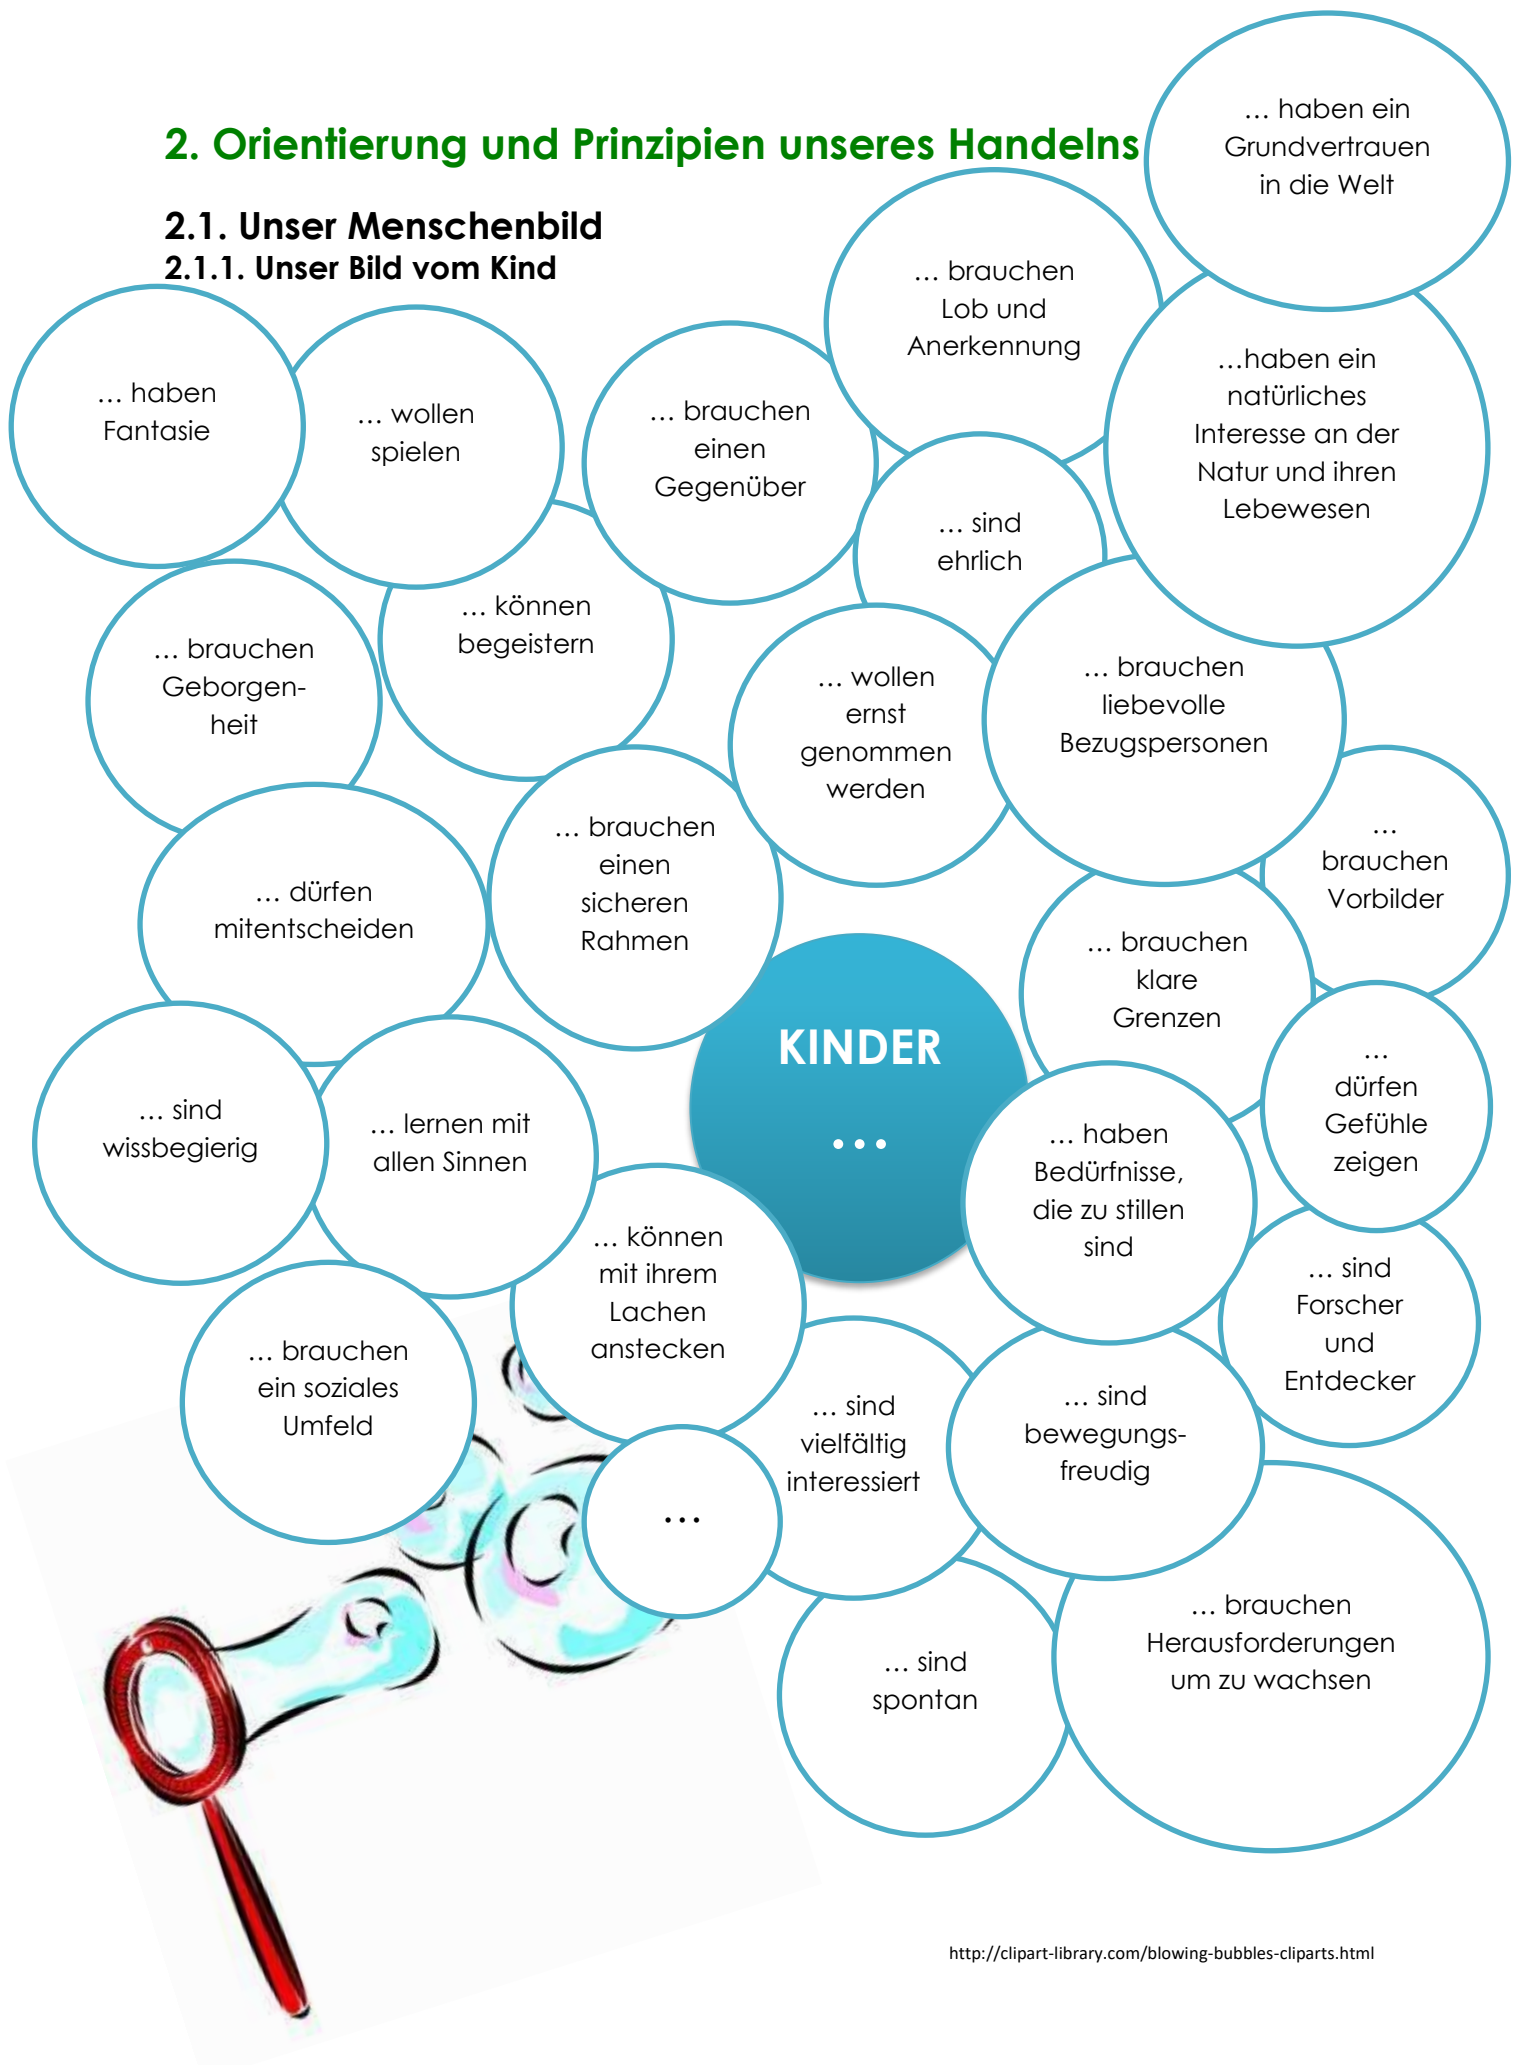 2. Orientierung und Prinzipien unseres Handelns
2.1. Unser Menschenbild
2.1.1. Unser Bild vom Kind
… haben ein
Grundvertrauen
in die Welt
… brauchen
Lob und
Anerkennung
…haben ein
natürliches
Interesse an der
Natur und ihren
Lebewesen
… haben
Fantasie
… wollen
spielen
… brauchen
einen
Gegenüber
… sind
ehrlich
… können
begeistern
… brauchen
Geborgen-
heit
… wollen
ernst
genommen
werden
… brauchen
liebevolle
Bezugspersonen
…
brauchen
Vorbilder
… brauchen
einen
sicheren
Rahmen
… dürfen
mitentscheiden
… brauchen
klare
Grenzen
KINDER
…
…
dürfen
Gefühle
zeigen
… sind
wissbegierig
… lernen mit
allen Sinnen
… haben
Bedürfnisse,
die zu stillen
sind
… können
mit ihrem
Lachen
anstecken
… sind
Forscher
und
Entdecker
… brauchen
ein soziales
Umfeld
… sind
vielfältig
interessiert
… sind
bewegungs-
freudig
…
… brauchen
Herausforderungen
um zu wachsen
… sind
spontan
http://clipart-library.com/blowing-bubbles-cliparts.html